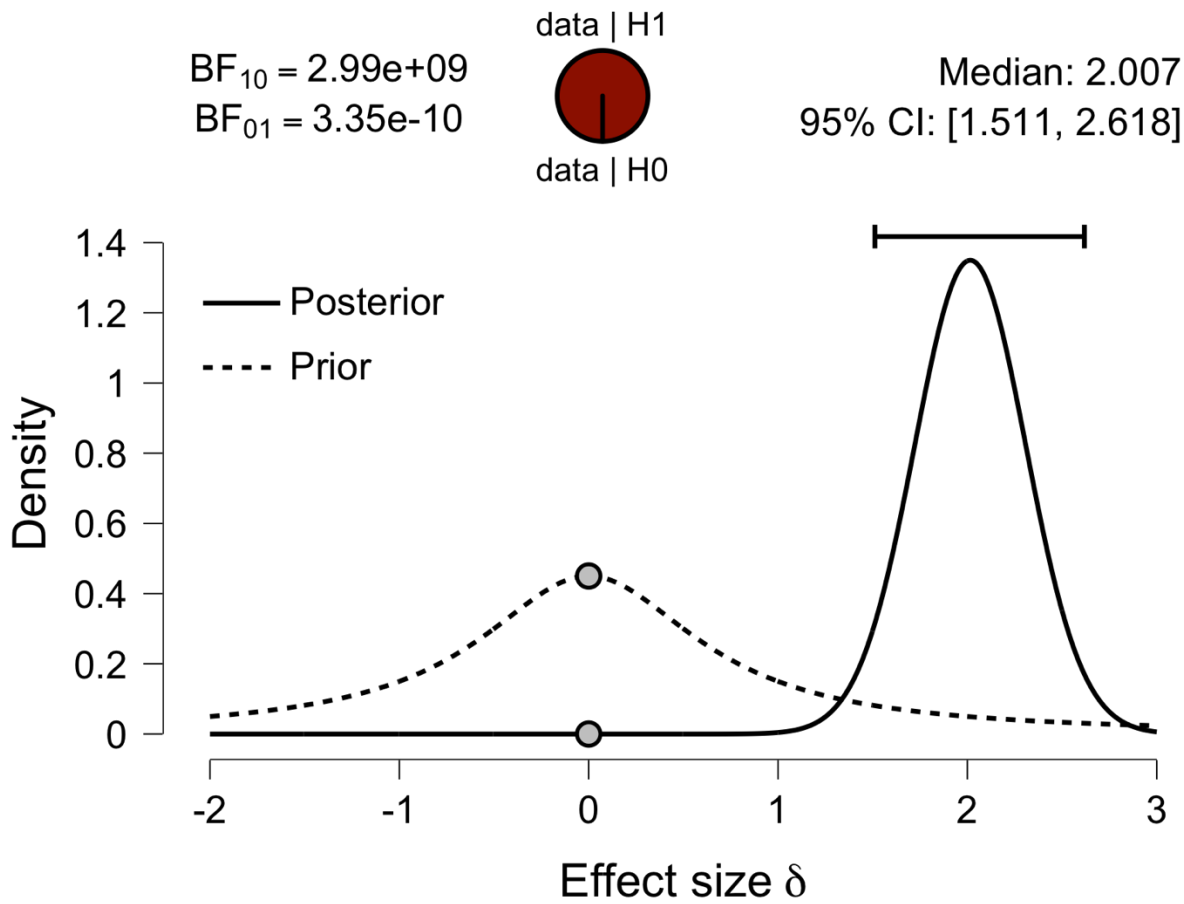 data | H1
BF₁₀ = 2.99e+09
BF₀₁ = 3.35e-10
Median: 2.007
95% CI: [1.511, 2.618]
data | H0
1.4
1.2
1
0.8
0.6
0.4
0.2
0
Density
Posterior
Prior
-2 -1 0 1 2 3
Effect size δ